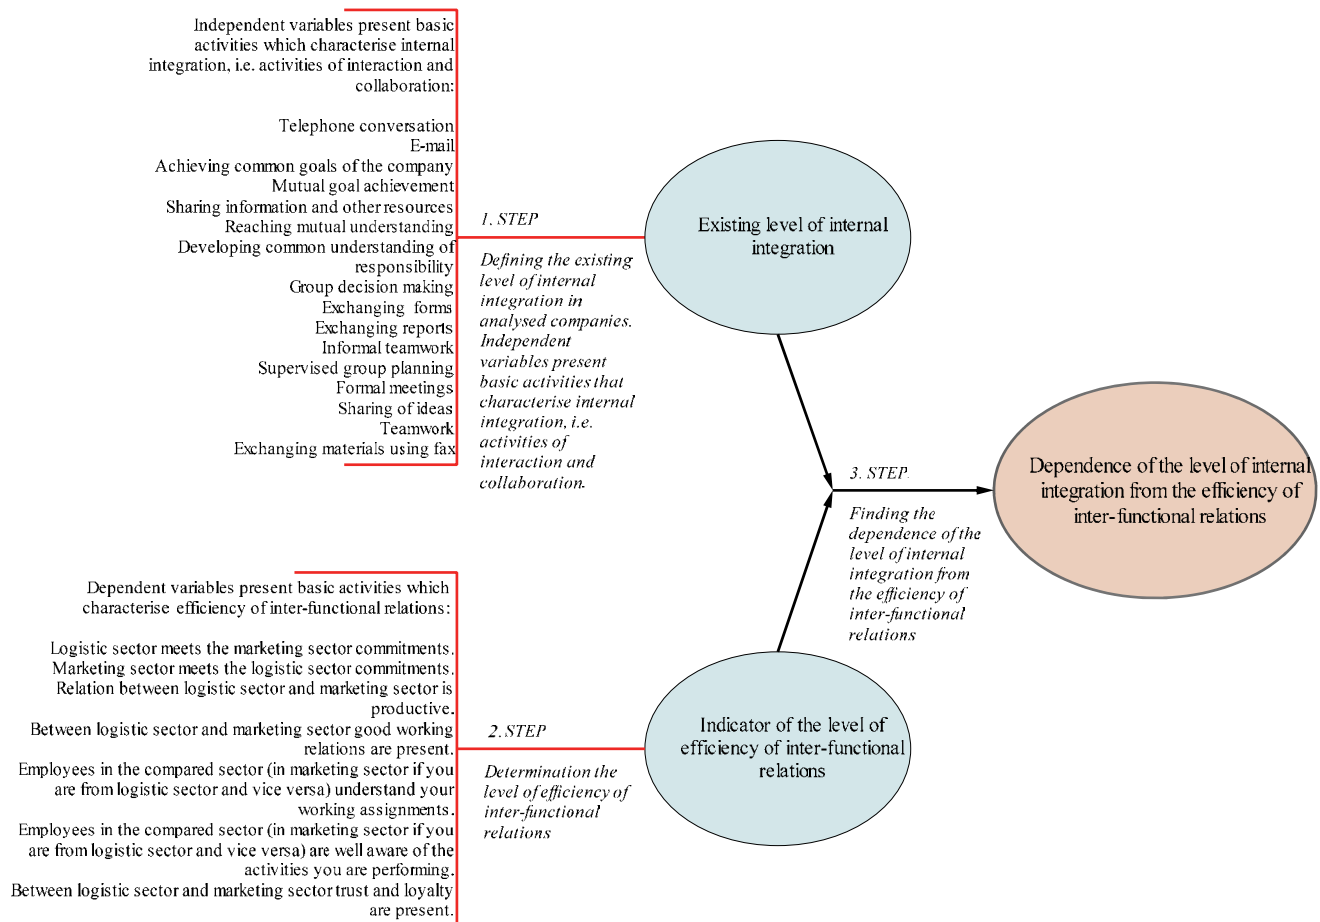 Independent variables present basic
activities which characterise internal
integration, i.e. activities of interaction and
collaboration:
Telephone conversation
E-mail
Achieving common goals of the company
Mutual goal achievement
Sharing information and other resources
Reaching mutual understanding
Developing common understanding of
responsibility
Group decision making
Exchanging forms
Exchanging reports
Informal teamwork
Supervised group planning
Formal meetings
Sharing of ideas
Teamwork
Exchanging materials using fax
1. STEP
Defining the existing
level of internal
integration in
analysed companies.
Independent
variables present
basic activities that
characterise internal
integration, i.e.
activities of
interaction and
collaboration.
Existing level of internal
integration
Dependent variables present basic activities which
characterise efficiency of inter-functional relations:
Logistic sector meets the marketing sector commitments.
Marketing sector meets the logistic sector commitments.
Relation between logistic sector and marketing sector is
productive.
Between logistic sector and marketing sector good working
relations are present.
Employees in the compared sector (in marketing sector if you
are from logistic sector and vice versa) understand your
working assignments.
Employees in the compared sector (in marketing sector if you
are from logistic sector and vice versa) are well aware of the
activities you are performing.
Between logistic sector and marketing sector trust and loyalty
are present.
2. STEP
Determination the
level of efficiency of
inter-functional
relations
Indicator of the level of
efficiency of inter-functional
relations
3. STEP.
Finding the
dependence of the
level of internal
integration from
the efficiency of
inter-functional
relations
Dependence of the level of internal
integration from the efficiency of
inter-functional relations